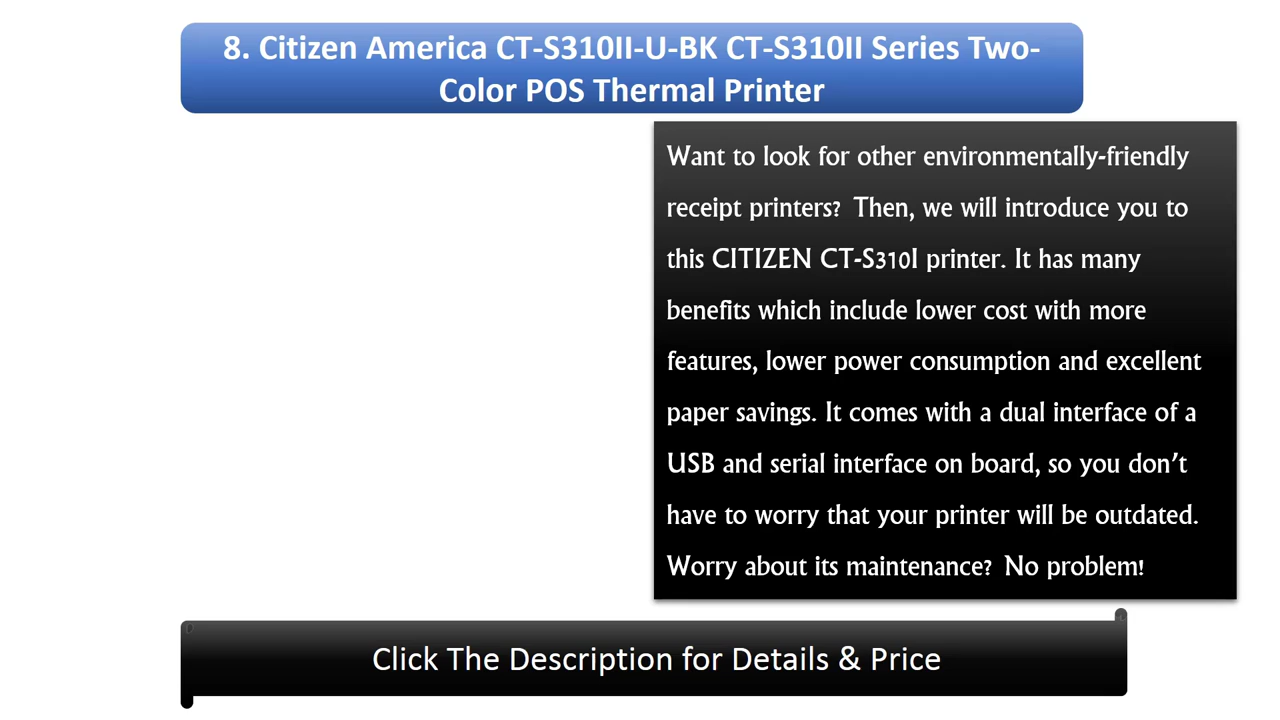 8. Citizen America CT-S310II-U-BK CT-S310II Series Two-
Color POS Thermal Printer
Want to look for other environmentally-friendly
receipt printers? Then, we will introduce you to
this CITIZEN CT-S310I printer. It has many
benefits which include lower cost with more
features, lower power consumption and excellent
paper savings. It comes with a dual interface of a
USB and serial interface on board, so you don't
have to worry that your printer will be outdated.
Worry about its maintenance? No problem!
Click The Description for Details & Price